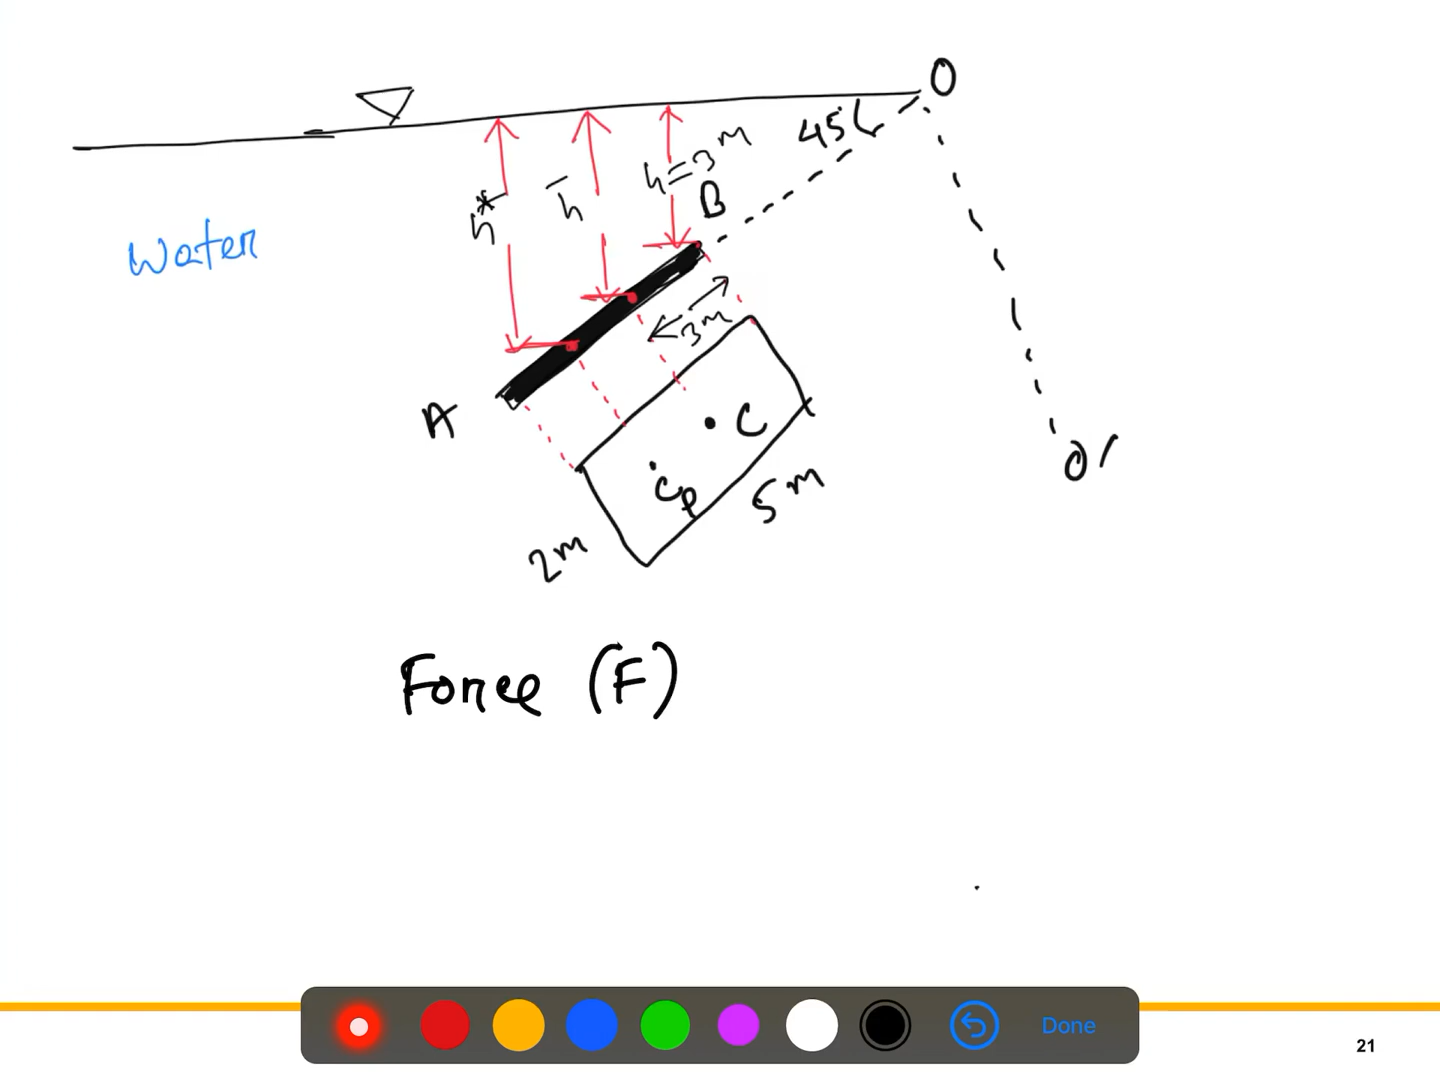 O
45
h=3m
h̄
h*
B
Water
3m
A
C
Cp
O'
5m
2m
Force (F)
Done
21